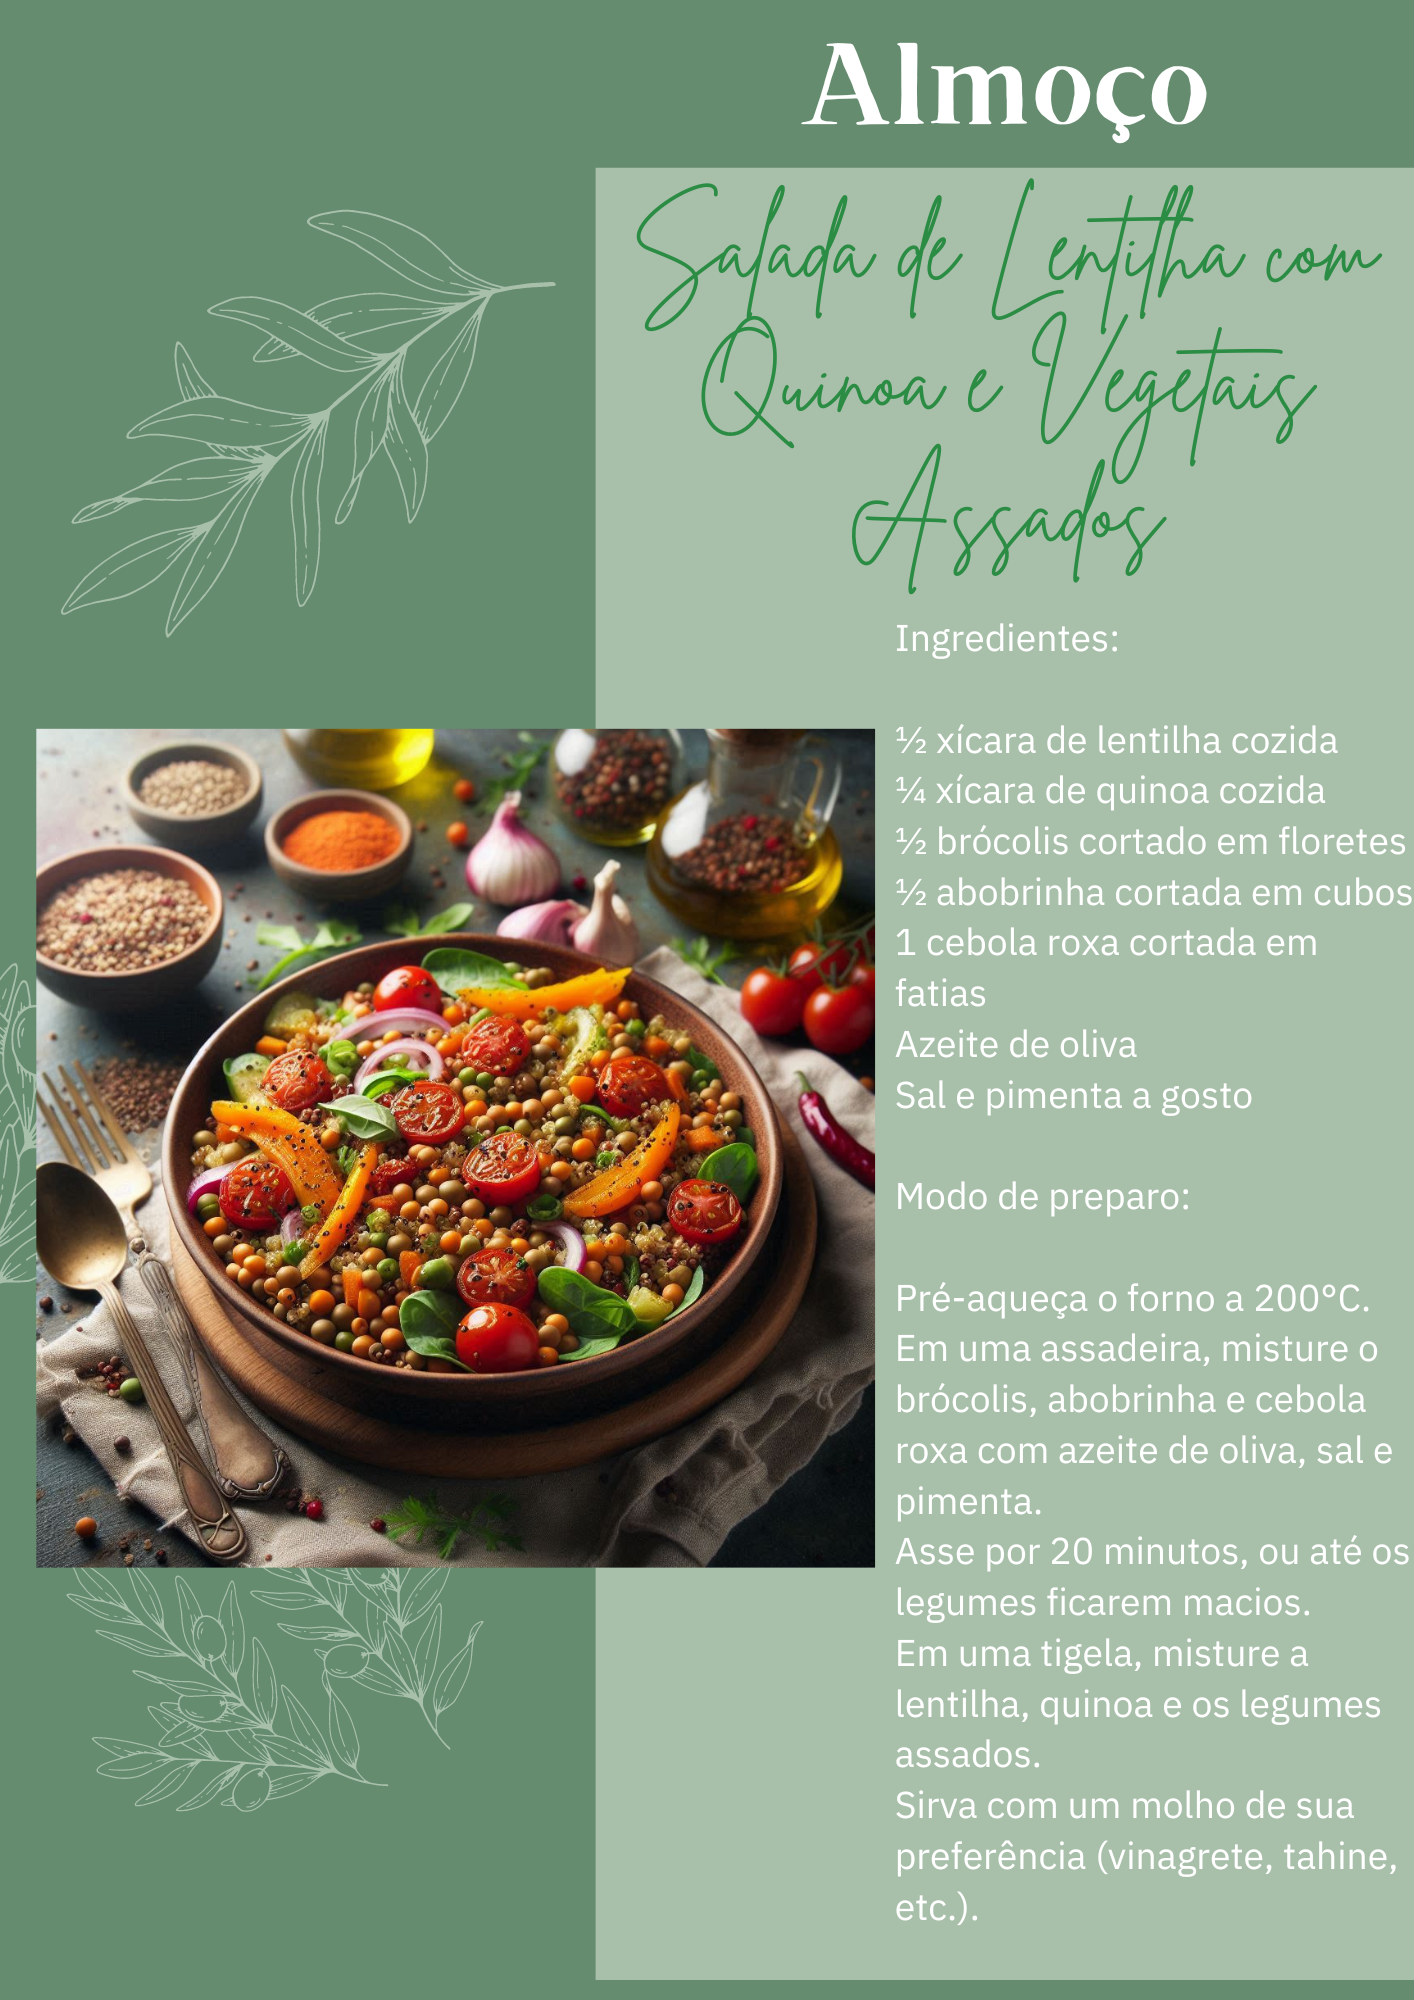 Almoço
Salada de Lentilha com
Quinoa e Vegetais
Assados
Ingredientes:
½ xícara de lentilha cozida
¼ xícara de quinoa cozida
½ brócolis cortado em floretes
½ abobrinha cortada em cubos
1 cebola roxa cortada em
fatias
Azeite de oliva
Sal e pimenta a gosto
Modo de preparo:
Pré-aqueça o forno a 200°C.
Em uma assadeira, misture o
brócolis, abobrinha e cebola
roxa com azeite de oliva, sal e
pimenta.
Asse por 20 minutos, ou até os
legumes ficarem macios.
Em uma tigela, misture a
lentilha, quinoa e os legumes
assados.
Sirva com um molho de sua
preferência (vinagrete, tahine,
etc.).